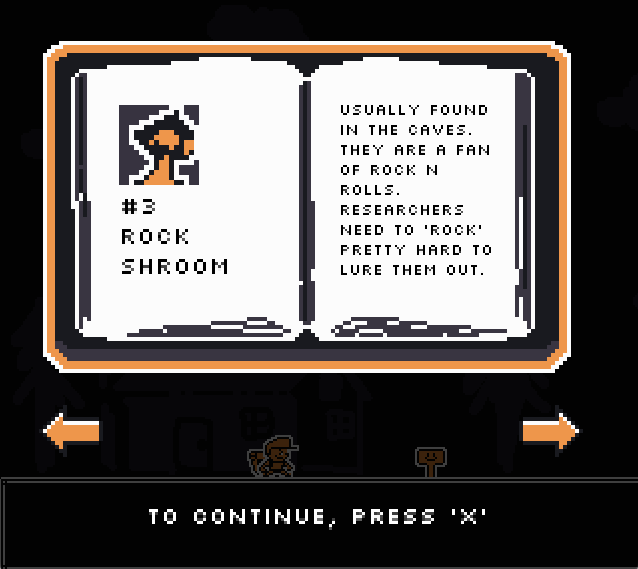 #3
ROCK
SHROOM
USUALLY FOUND
IN THE CAVES.
THEY ARE A FAN
OF ROCK N
ROLLS.
RESEARCHERS
NEED TO 'ROCK'
PRETTY HARD TO
LURE THEM OUT.
TO CONTINUE, PRESS 'X'